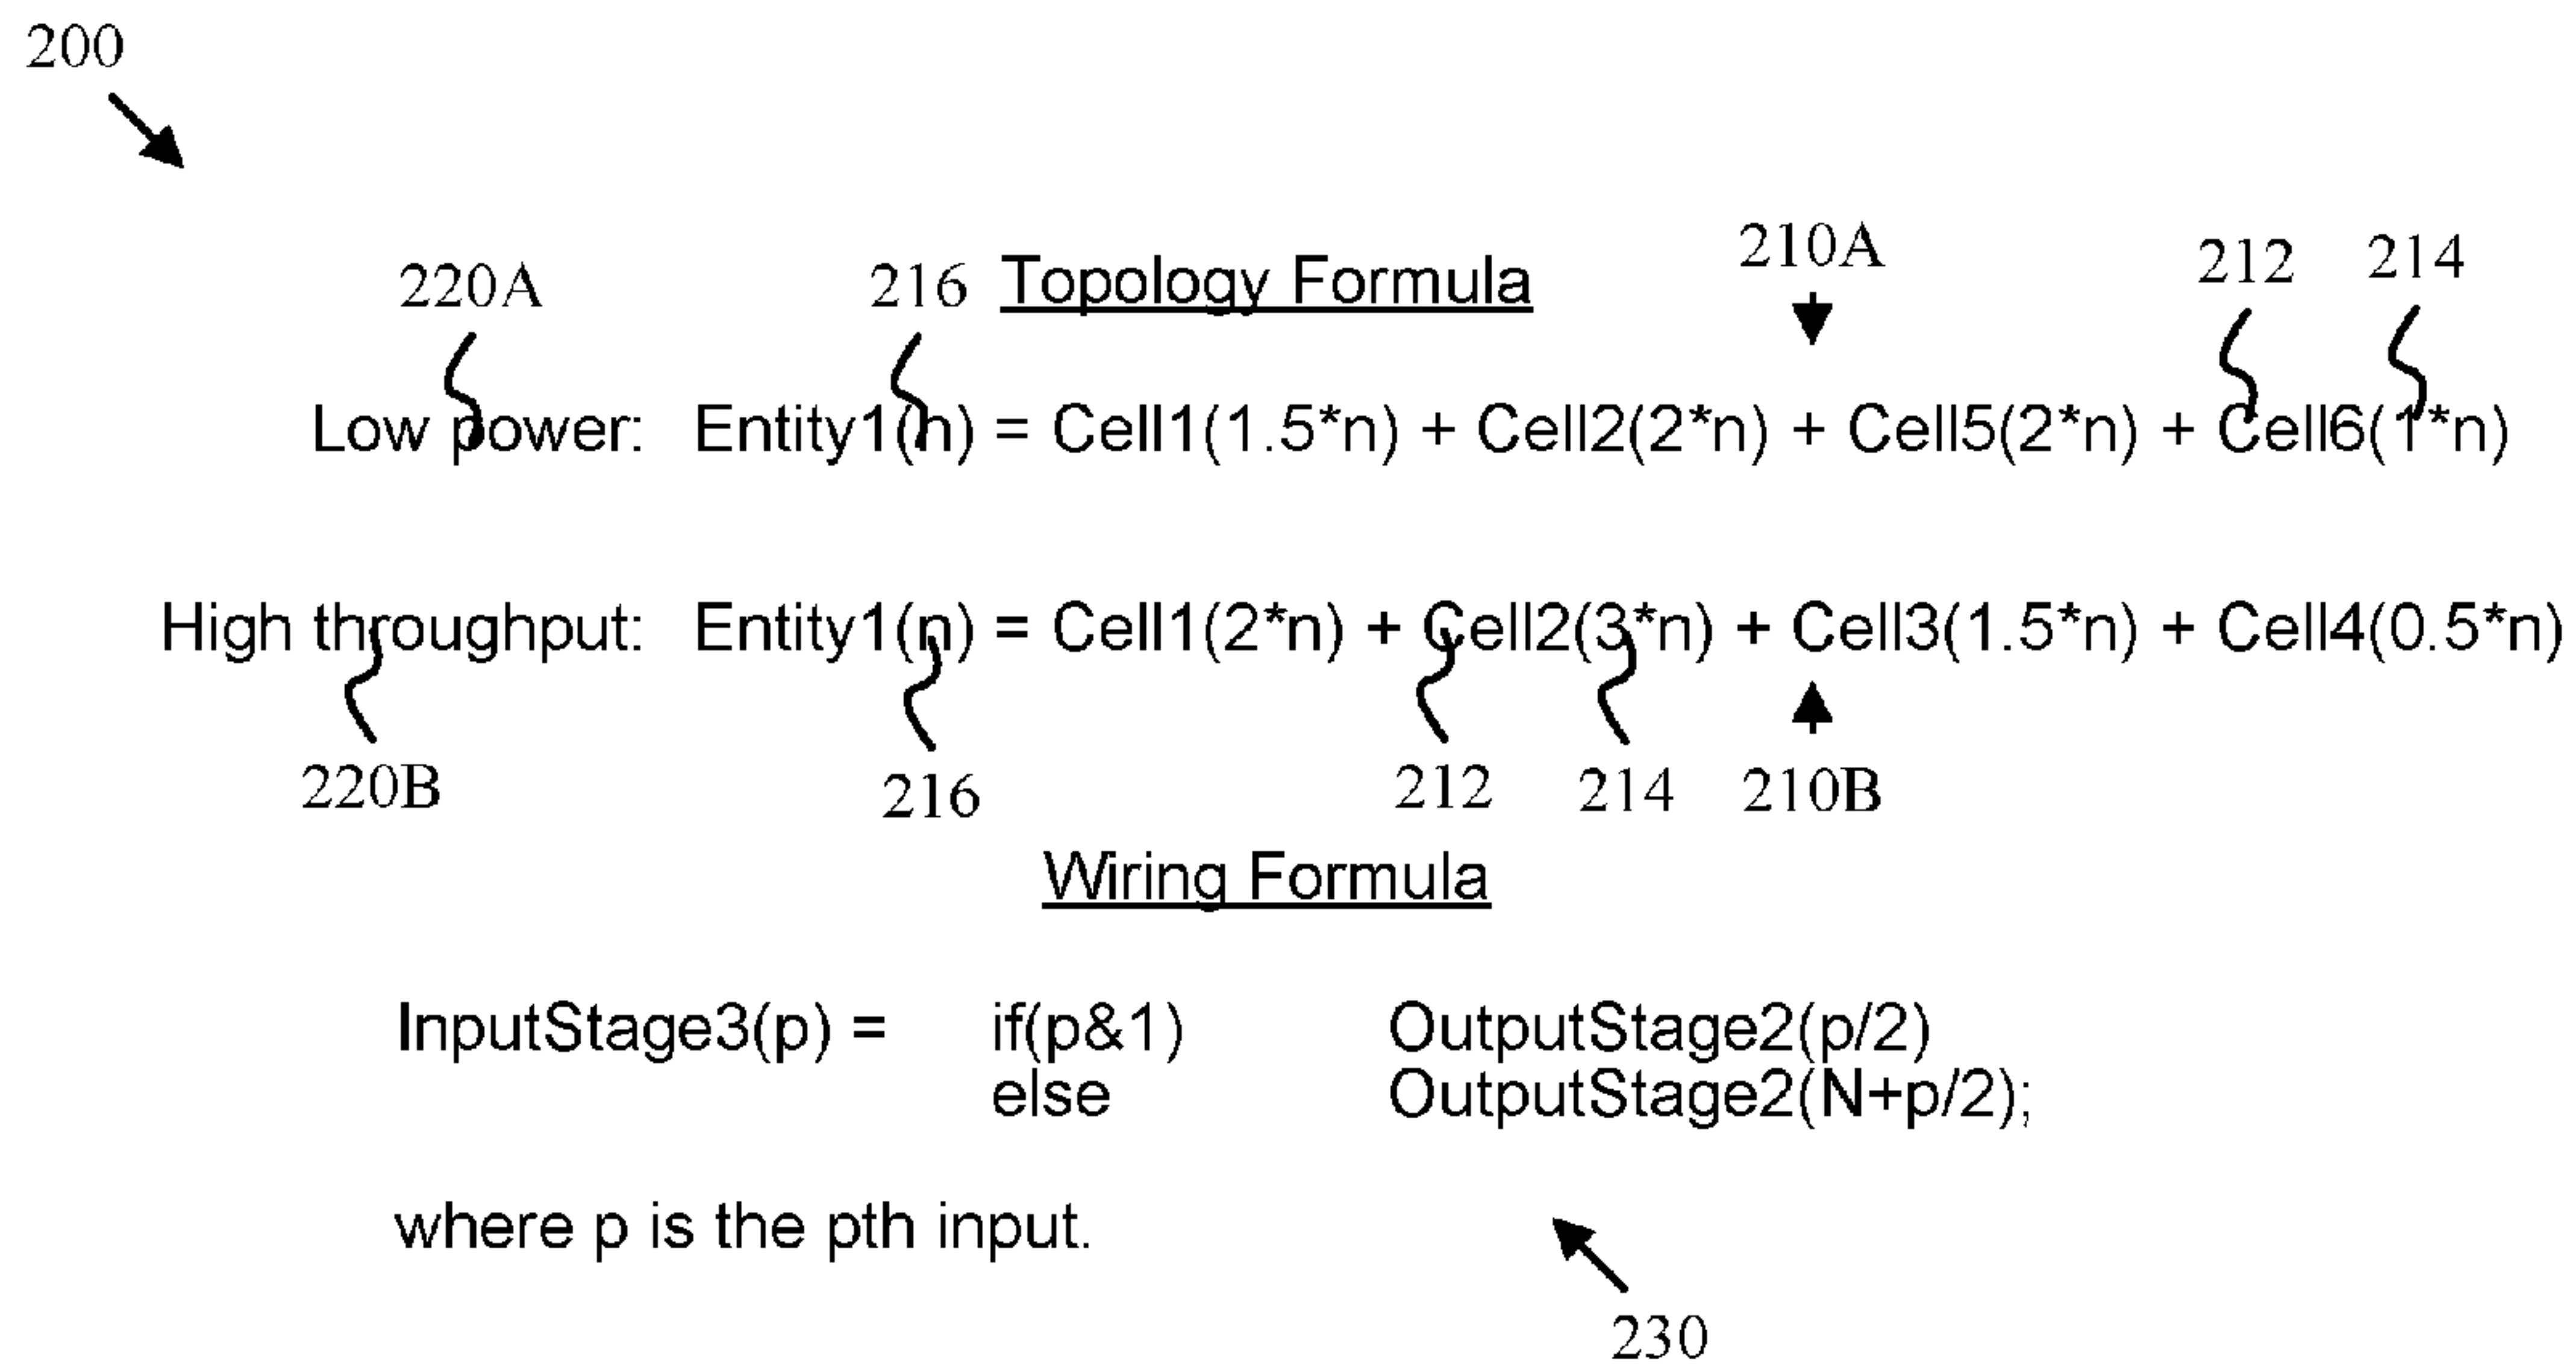 200
220A 216 Topology Formula 210A 212 214
Low power: Entity1(n) = Cell1(1.5*n) + Cell2(2*n) + Cell5(2*n) + Cell6(1*n)
High throughput: Entity1(n) = Cell1(2*n) + Cell2(3*n) + Cell3(1.5*n) + Cell4(0.5*n)
220B 216 212 214 210B
Wiring Formula
InputStage3(p) = if(p&1) OutputStage2(p/2)
else OutputStage2(N+p/2);
where p is the pth input.
230